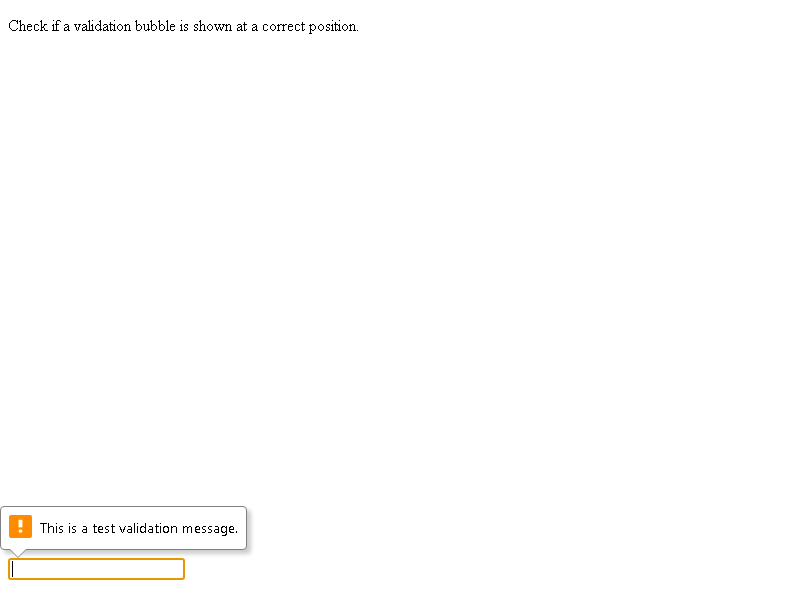 Check if a validation bubble is shown at a correct position.
This is a test validation message.